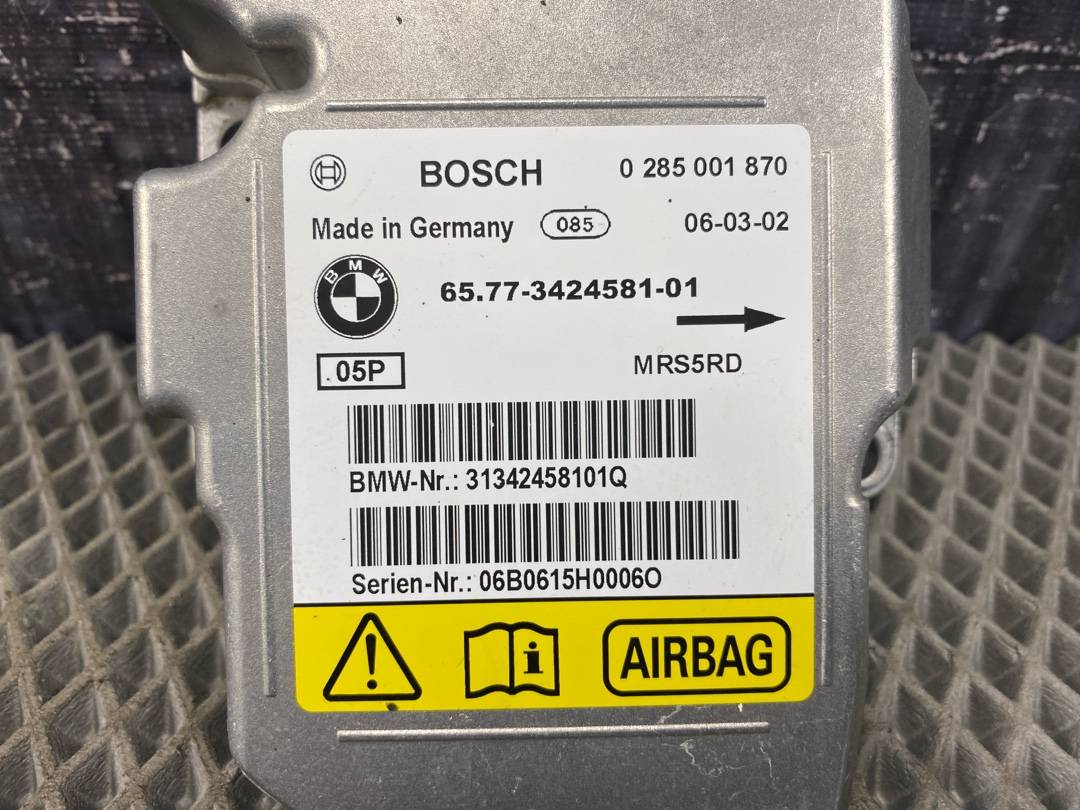 BOSCH 0 285 001 870
Made in Germany 085 06-03-02
BMW 65.77-3424581-01
05P MRS5RD
BMW-Nr.: 31342458101Q
Serien-Nr.: 06B0615H0006O
! i AIRBAG